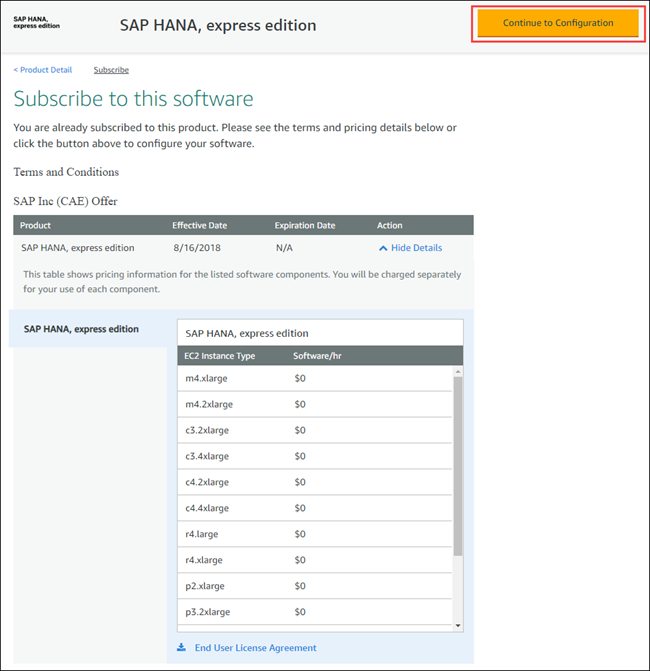 SAP HANA,
express edition
SAP HANA, express edition
Continue to Configuration
< Product Detail
Subscribe
Subscribe to this software
You are already subscribed to this product. Please see the terms and pricing details below or
click the button above to configure your software.
Terms and Conditions
SAP Inc (CAE) Offer
Product Effective Date Expiration Date Action
SAP HANA, express edition 8/16/2018 N/A Hide Details
This table shows pricing information for the listed software components. You will be charged separately
for your use of each component.
SAP HANA, express edition
SAP HANA, express edition
EC2 Instance Type Software/hr
m4.xlarge $0
m4.2xlarge $0
c3.2xlarge $0
c3.4xlarge $0
c4.2xlarge $0
c4.4xlarge $0
r4.large $0
r4.xlarge $0
p2.xlarge $0
p3.2xlarge $0
End User License Agreement